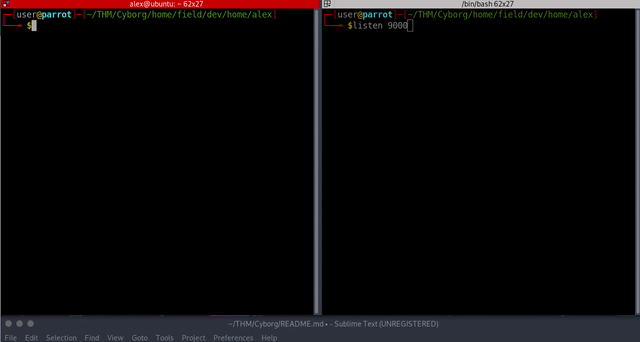 alex@ubuntu: ~ 62x27
┌─[user@parrot]─[~/THM/Cyborg/home/field/dev/home/alex]
└──╼ $
/bin/bash 62x27
┌─[user@parrot]─[~/THM/Cyborg/home/field/dev/home/alex]
└──╼ $listen 9000
~/THM/Cyborg/README.md • - Sublime Text (UNREGISTERED)
File Edit Selection Find View Goto Tools Project Preferences Help